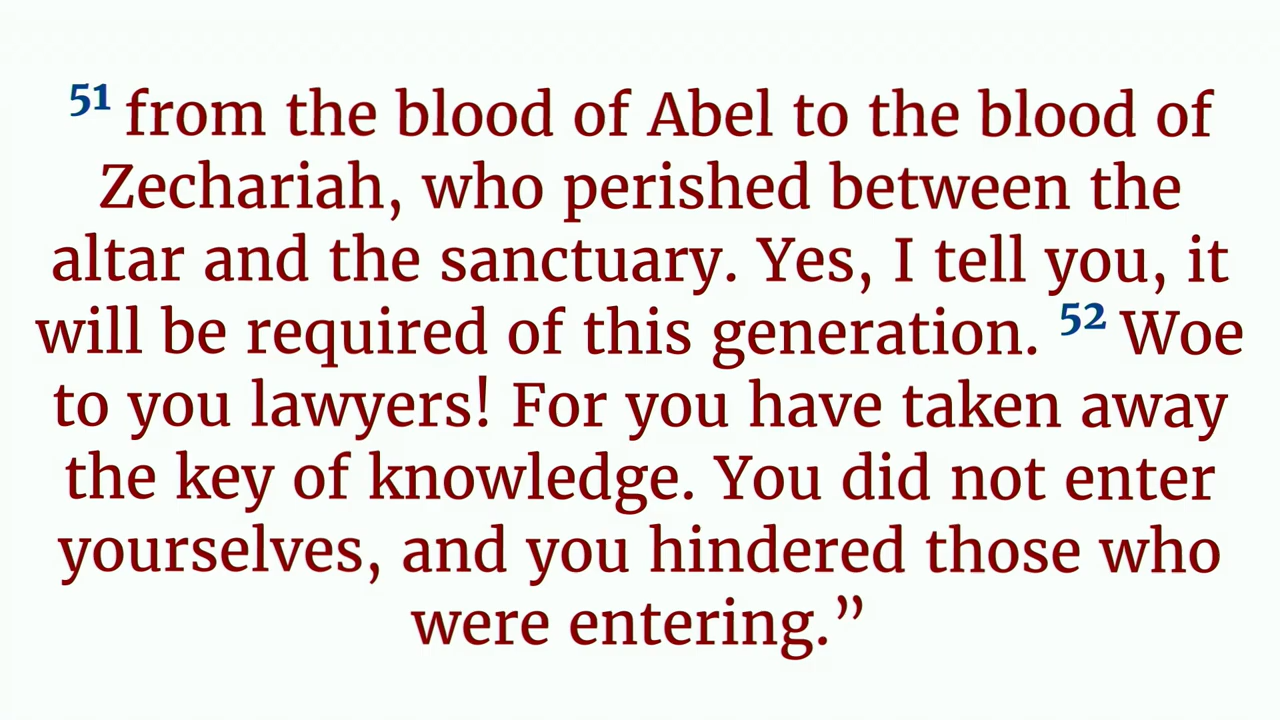 51 from the blood of Abel to the blood of
Zechariah, who perished between the
altar and the sanctuary. Yes, I tell you, it
will be required of this generation. 52 Woe
to you lawyers! For you have taken away
the key of knowledge. You did not enter
yourselves, and you hindered those who
were entering.”